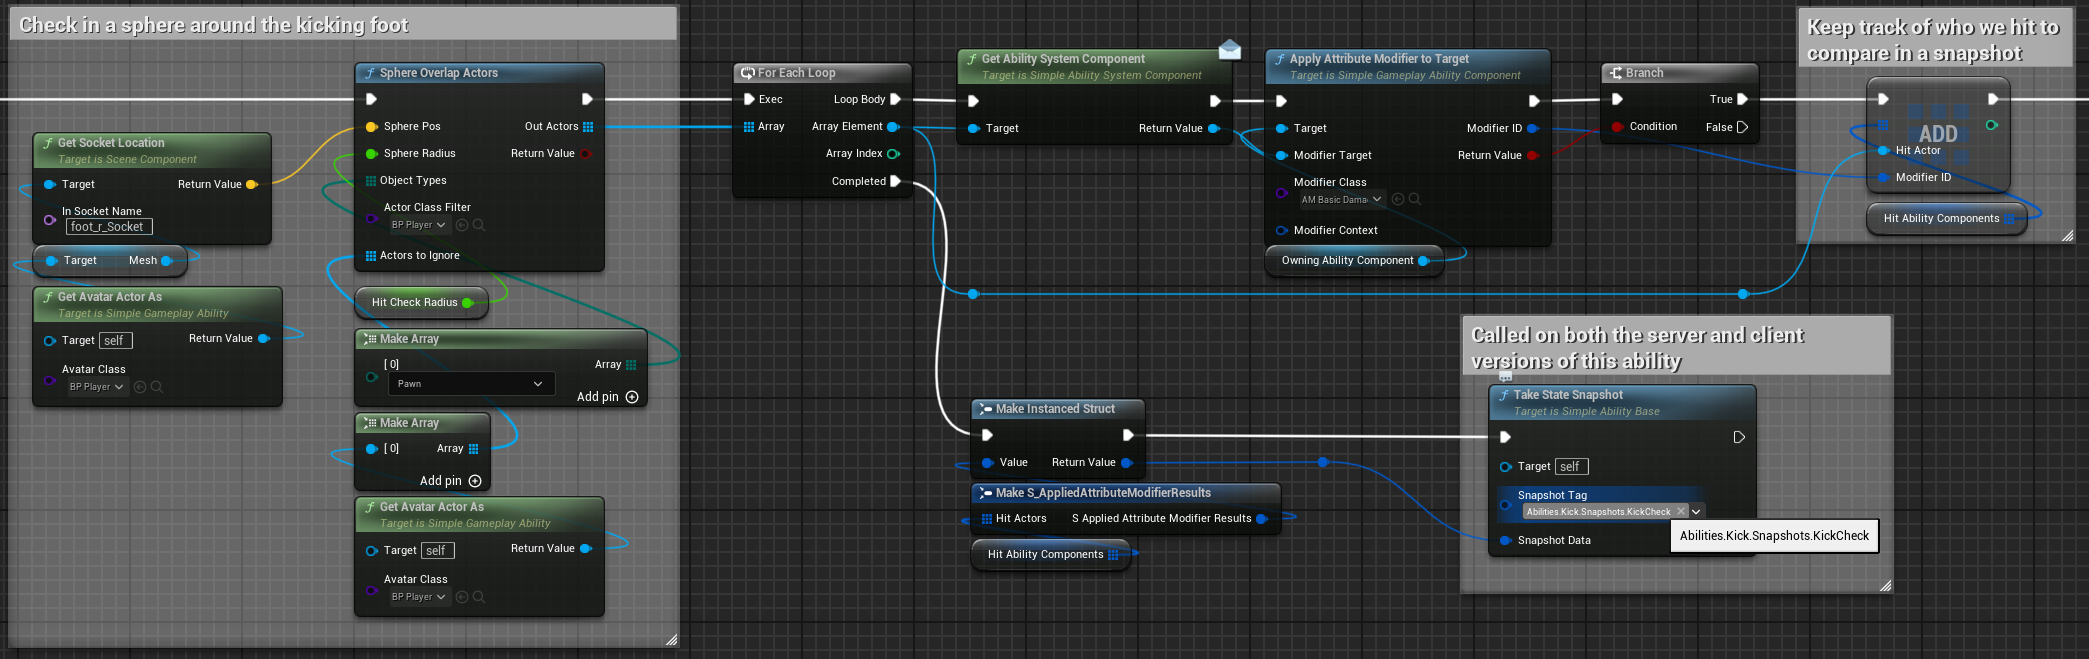 Check in a sphere around the kicking foot
Get Socket Location
Target is Scene Component
Target
Return Value
In Socket Name
foot_r_Socket
Target
Mesh
Get Avatar Actor As
Target is Simple Gameplay Ability
Target
self
Return Value
Avatar Class
BP Player
Sphere Overlap Actors
Sphere Pos
Out Actors
Sphere Radius
Return Value
Object Types
Actor Class Filter
BP Player
Actors to Ignore
Hit Check Radius
Make Array
[ 0]
Array
Pawn
Add pin
Make Array
[ 0]
Array
Add pin
Get Avatar Actor As
Target is Simple Gameplay Ability
Target
self
Return Value
Avatar Class
BP Player
For Each Loop
Exec
Loop Body
Array
Array Element
Array Index
Completed
Get Ability System Component
Target is Simple Ability System Component
Target
Return Value
Apply Attribute Modifier to Target
Target is Simple Gameplay Ability Component
Target
Modifier ID
Modifier Target
Return Value
Modifier Class
AM Basic Dama
Modifier Context
Owning Ability Component
Branch
True
Condition
False
Keep track of who we hit to
compare in a snapshot
ADD
Hit Actor
Modifier ID
Hit Ability Components
Make Instanced Struct
Value
Return Value
Make S_AppliedAttributeModifierResults
Hit Actors
S Applied Attribute Modifier Results
Hit Ability Components
Called on both the server and client
versions of this ability
Take State Snapshot
Target is Simple Ability Base
Target
self
Snapshot Tag
Abilities.Kick.Snapshots.KickCheck
Abilities.Kick.Snapshots.KickCheck
Snapshot Data